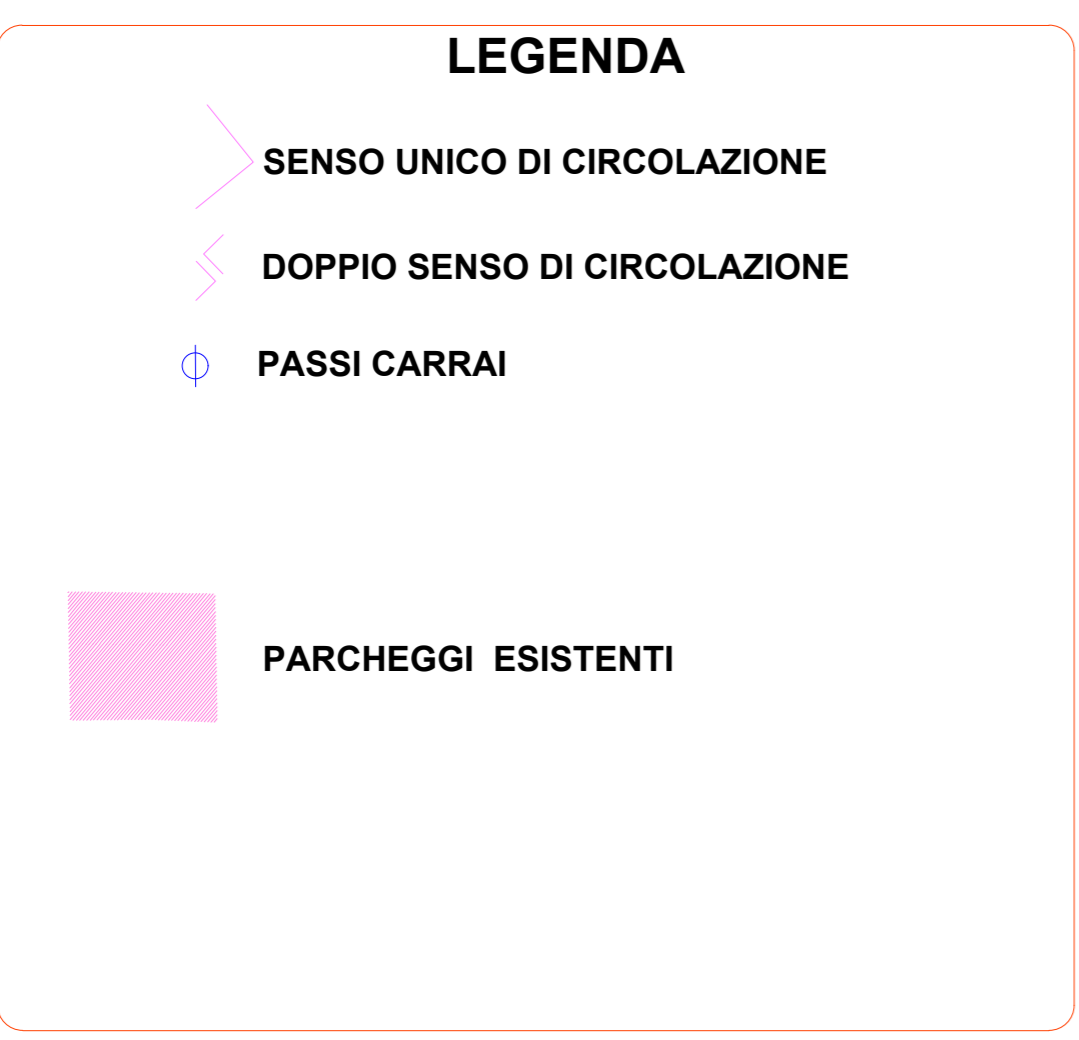 LEGENDA
SENSO UNICO DI CIRCOLAZIONE
DOPPIO SENSO DI CIRCOLAZIONE
PASSI CARRAI
PARCHEGGI  ESISTENTI